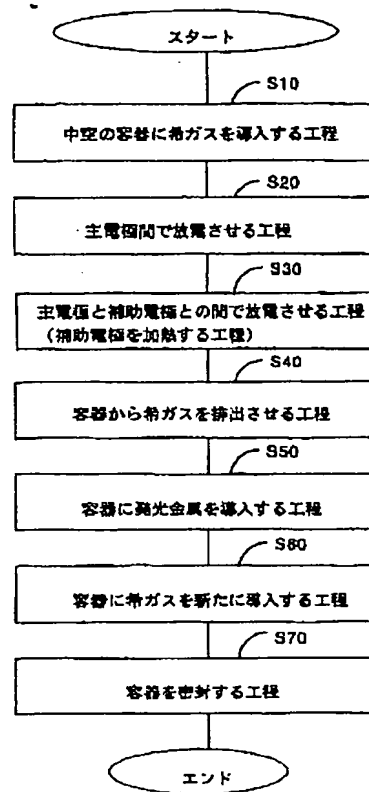 スタート
S10
中空の容器に希ガスを導入する工程
S20
主電極間で放電させる工程
S30
主電極と補助電極との間で放電させる工程
(補助電極を加熱する工程)
S40
容器から希ガスを排出させる工程
S50
容器に発光金属を導入する工程
S60
容器に希ガスを新たに導入する工程
S70
容器を密封する工程
エンド